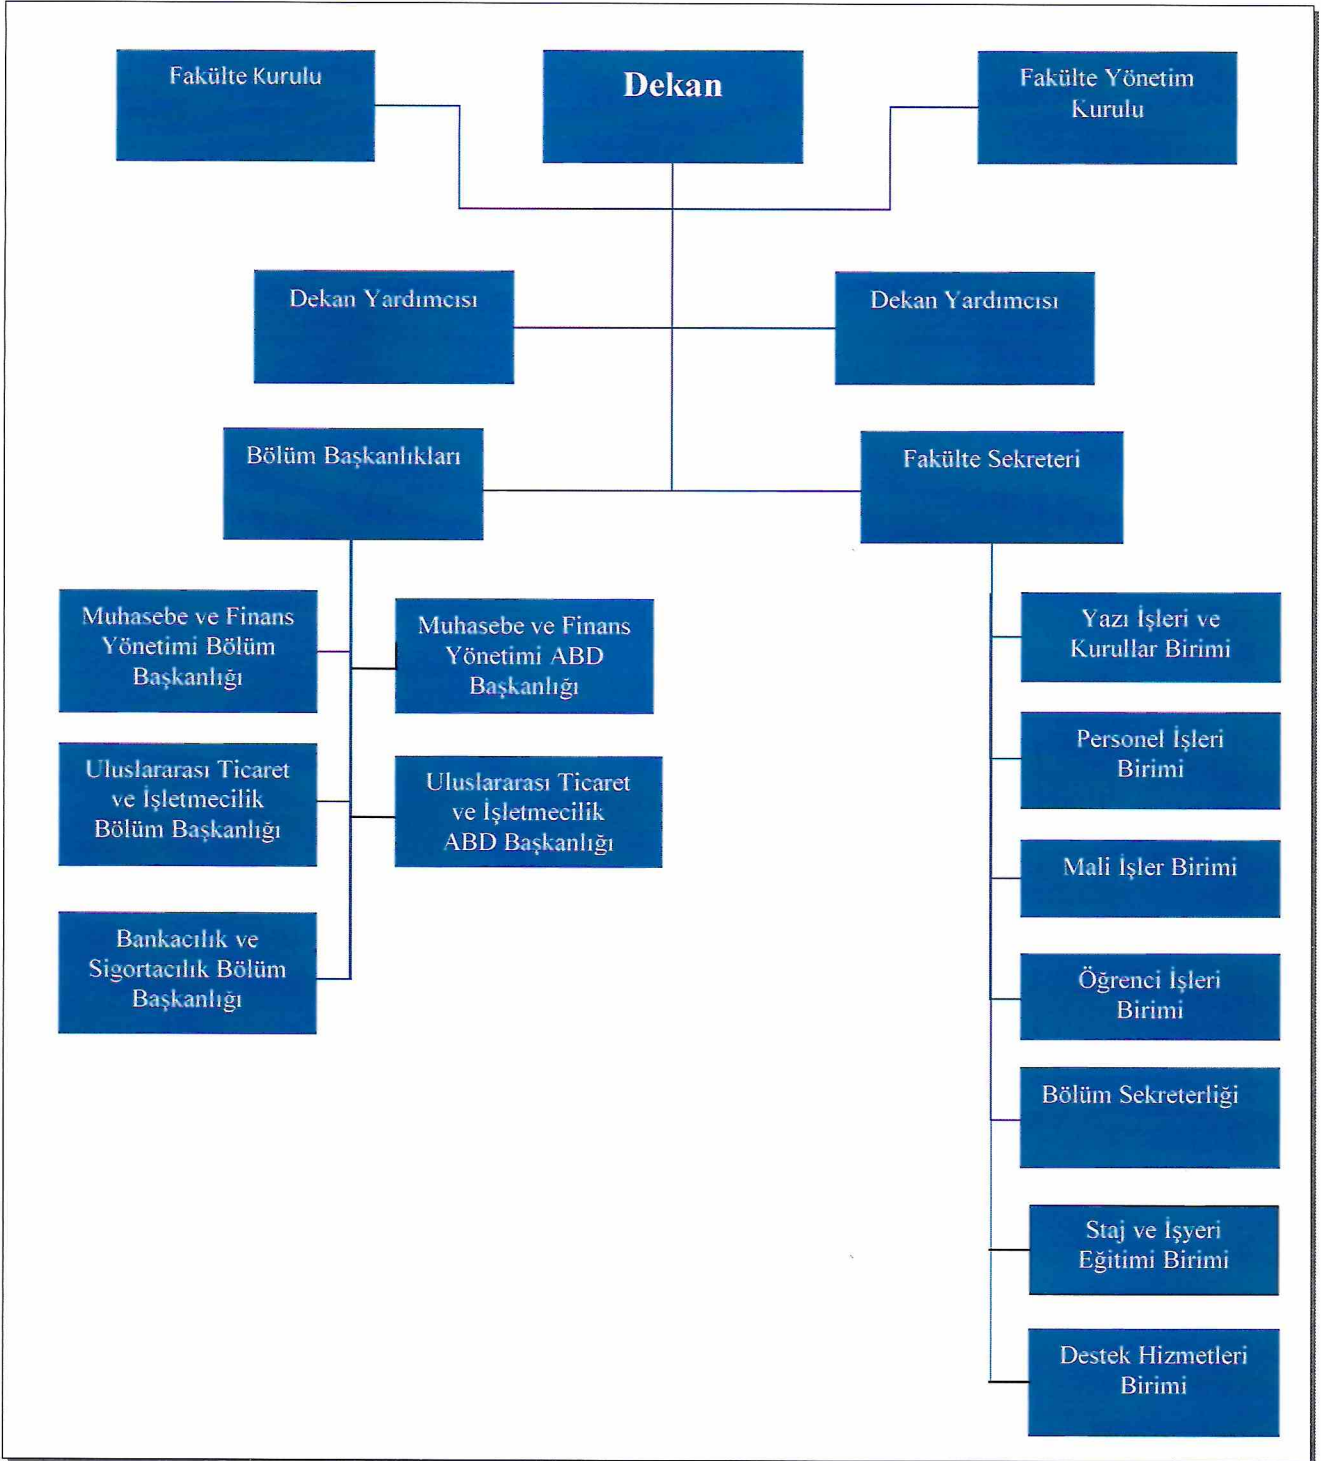 Fakülte Kurulu
Dekan
Fakülte Yönetim
Kurulu
Dekan Yardımcısı
Dekan Yardımcısı
Bölüm Başkanlıkları
Fakülte Sekreteri
Muhasebe ve Finans
Yönetimi Bölüm
Başkanlığı
Muhasebe ve Finans
Yönetimi ABD
Başkanlığı
Uluslararası Ticaret
ve İşletmecilik
Bölüm Başkanlığı
Uluslararası Ticaret
ve İşletmecilik
ABD Başkanlığı
Bankacılık ve
Sigortacılık Bölüm
Başkanlığı
Yazı İşleri ve
Kurullar Birimi
Personel İşleri
Birimi
Mali İşler Birimi
Öğrenci İşleri
Birimi
Bölüm Sekreterliği
Staj ve İşyeri
Eğitimi Birimi
Destek Hizmetleri
Birimi